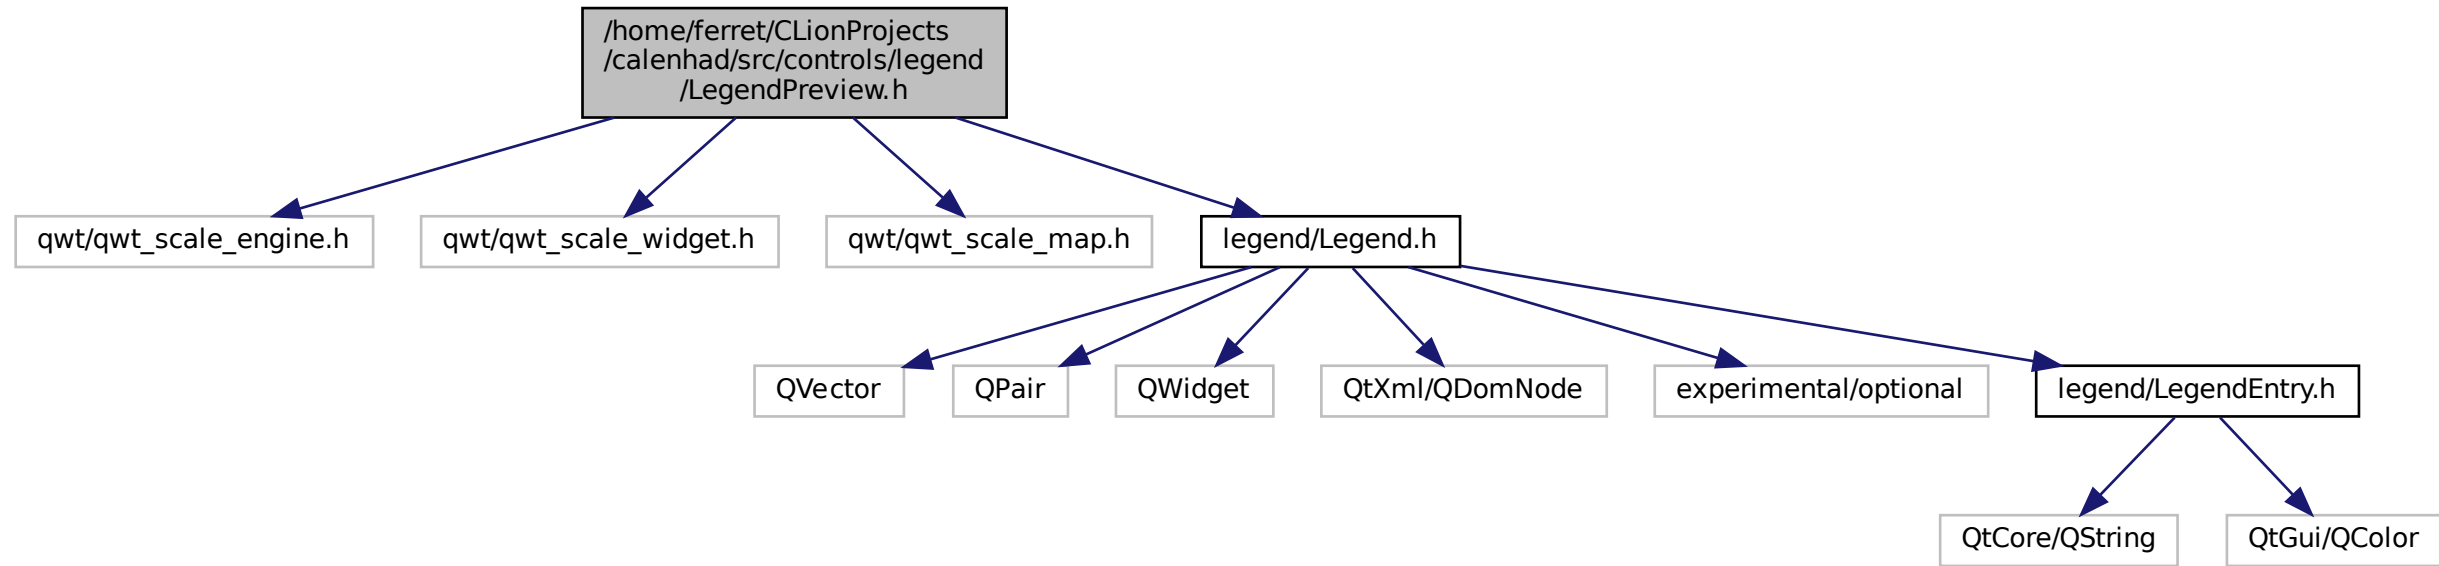 /home/ferret/CLionProjects
/calenhad/src/controls/legend
/LegendPreview.h
qwt/qwt_scale_engine.h
qwt/qwt_scale_widget.h
qwt/qwt_scale_map.h
legend/Legend.h
QVector
QPair
QWidget
QtXml/QDomNode
experimental/optional
legend/LegendEntry.h
QtCore/QString
QtGui/QColor